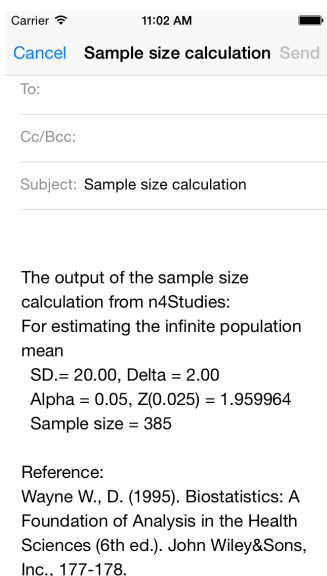 Carrier 11:02 AM
Cancel Sample size calculation Send
To:
Cc/Bcc:
Subject: Sample size calculation
The output of the sample size
calculation from n4Studies:
For estimating the infinite population
mean
SD.= 20.00, Delta = 2.00
Alpha = 0.05, Z(0.025) = 1.959964
Sample size = 385
Reference:
Wayne W., D. (1995). Biostatistics: A
Foundation of Analysis in the Health
Sciences (6th ed.). John Wiley&Sons,
Inc., 177-178.